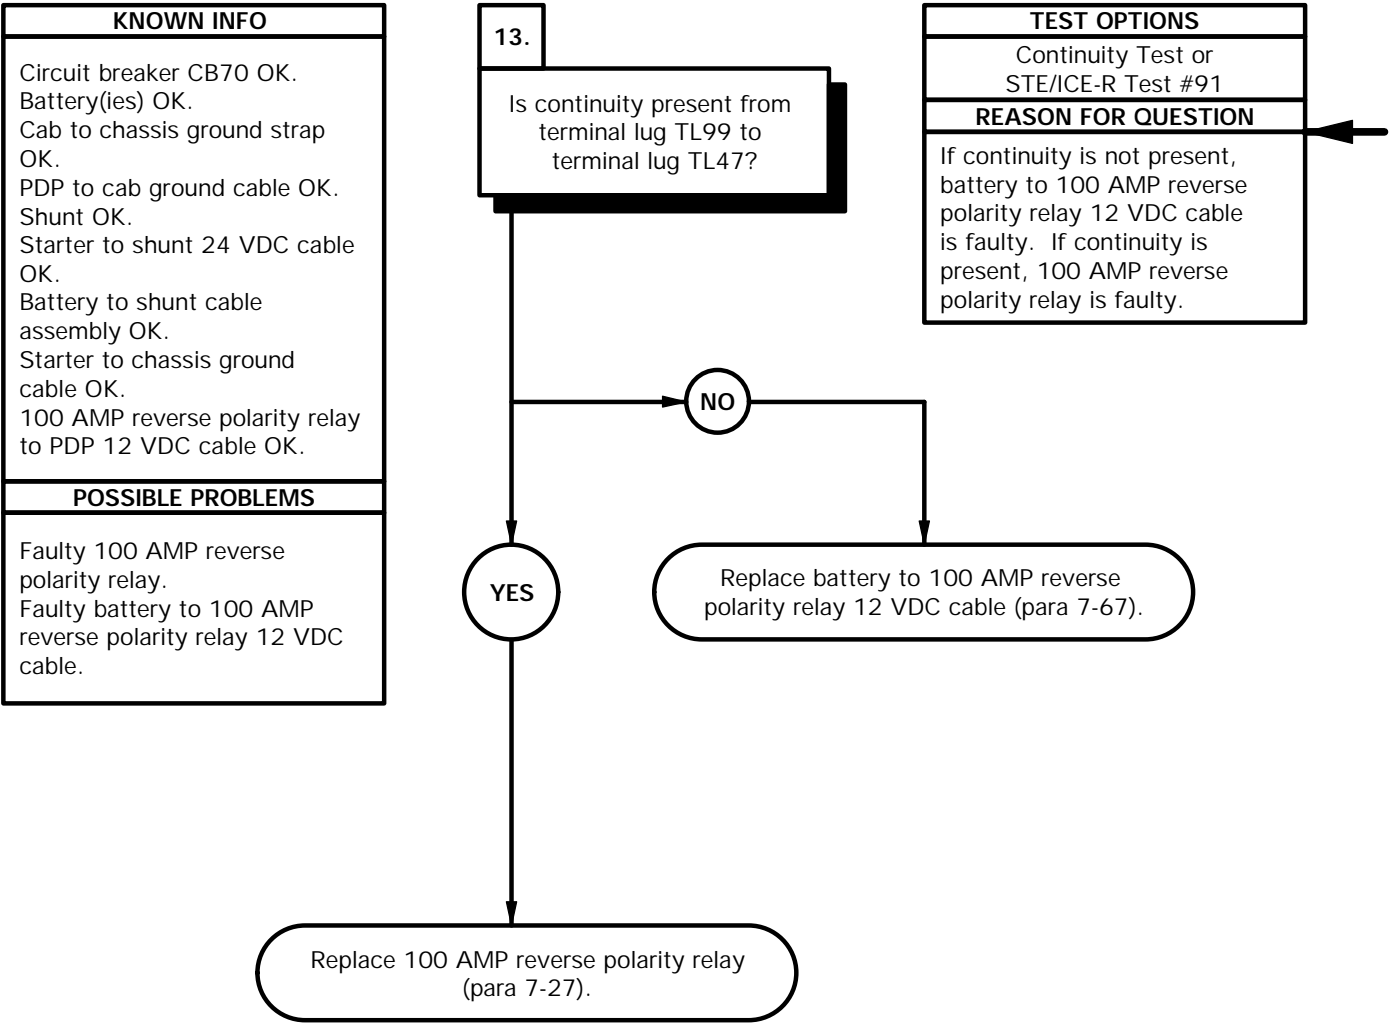 KNOWN INFO
Circuit breaker CB70 OK.
Battery(ies) OK.
Cab to chassis ground strap
OK.
PDP to cab ground cable OK.
Shunt OK.
Starter to shunt 24 VDC cable
OK.
Battery to shunt cable
assembly OK.
Starter to chassis ground
cable OK.
100 AMP reverse polarity relay
to PDP 12 VDC cable OK.
POSSIBLE PROBLEMS
Faulty 100 AMP reverse
polarity relay.
Faulty battery to 100 AMP
reverse polarity relay 12 VDC
cable.
13.
Is continuity present from
terminal lug TL99 to
terminal lug TL47?
TEST OPTIONS
Continuity Test or
STE/ICE-R Test #91
REASON FOR QUESTION
If continuity is not present,
battery to 100 AMP reverse
polarity relay 12 VDC cable
is faulty.  If continuity is
present, 100 AMP reverse
polarity relay is faulty.
NO
YES
Replace battery to 100 AMP reverse
polarity relay 12 VDC cable (para 7-67).
Replace 100 AMP reverse polarity relay
(para 7-27).